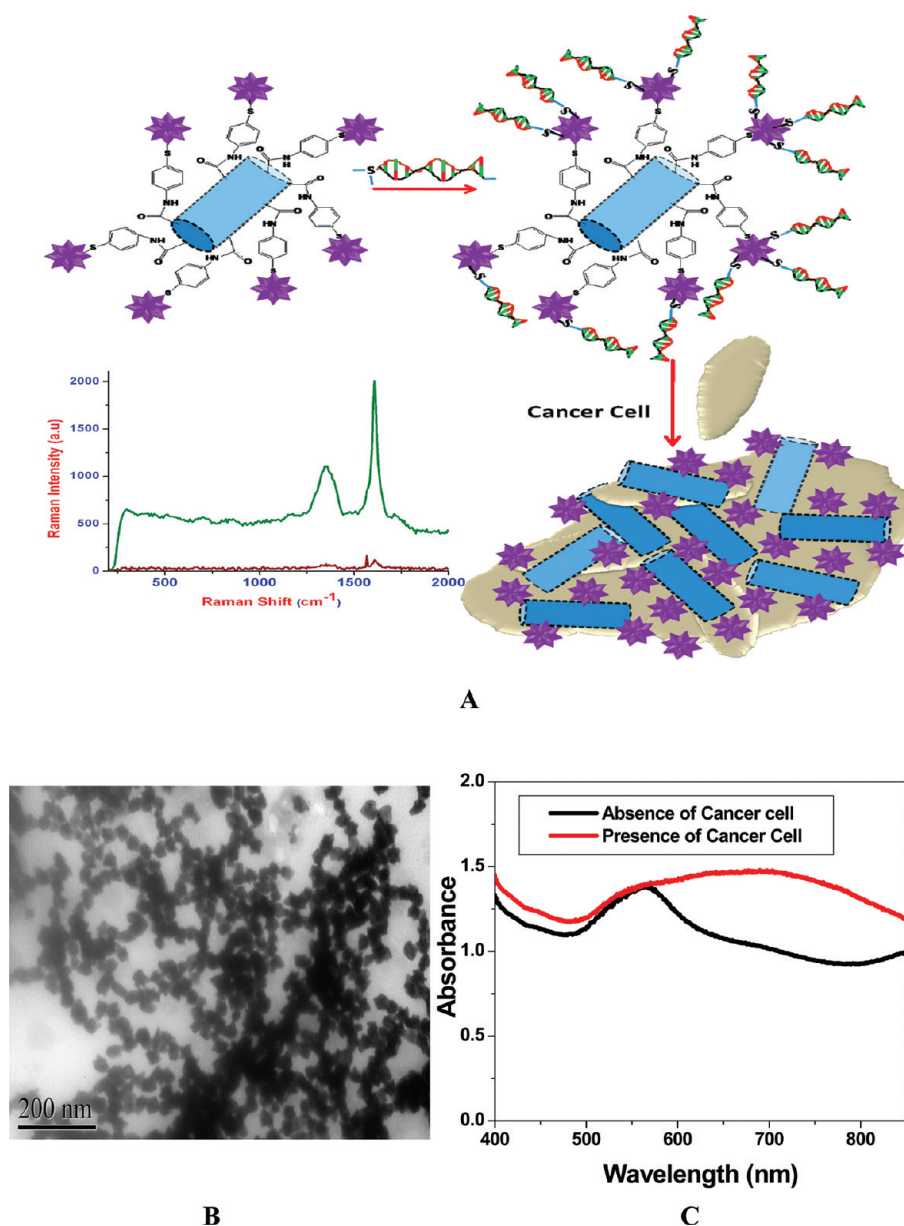 S
S
S
S
S
S
S
S
S
S
S
O
NH
O
N
H
O
NH
NH
O
O
NH
HN
O
HN
NH
O
S
S
S
S
S
S
S
Cancer Cell
2000
1500
1000
500
0
Raman Intensity (a.u)
500
1000
1500
2000
Raman Shift (cm⁻¹)
A
200 nm
2.0
1.5
1.0
0.5
0.0
Absorbance
Absence of Cancer cell
Presence of Cancer Cell
400
500
600
700
800
Wavelength (nm)
B
C